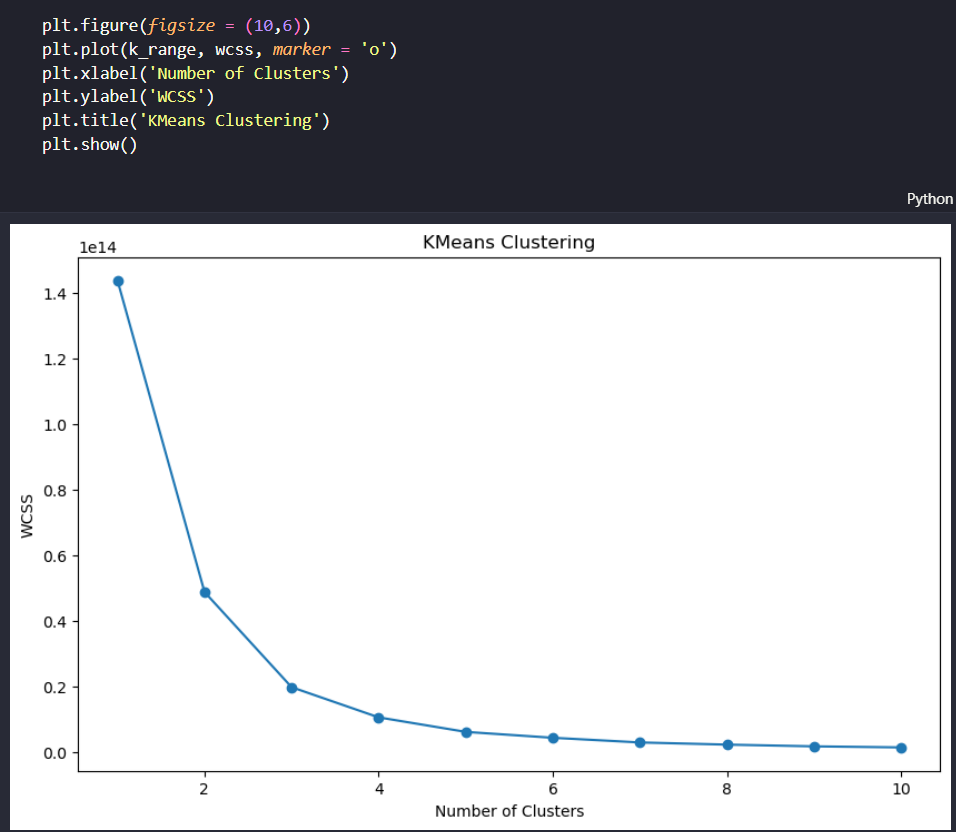 plt.figure(figsize = (10,6))
plt.plot(k_range, wcss, marker = 'o')
plt.xlabel('Number of Clusters')
plt.ylabel('WCSS')
plt.title('KMeans Clustering')
plt.show()
Python
KMeans Clustering
1e14
1.4
1.2
1.0
0.8
0.6
0.4
0.2
0.0
WCSS
2 4 6 8 10
Number of Clusters